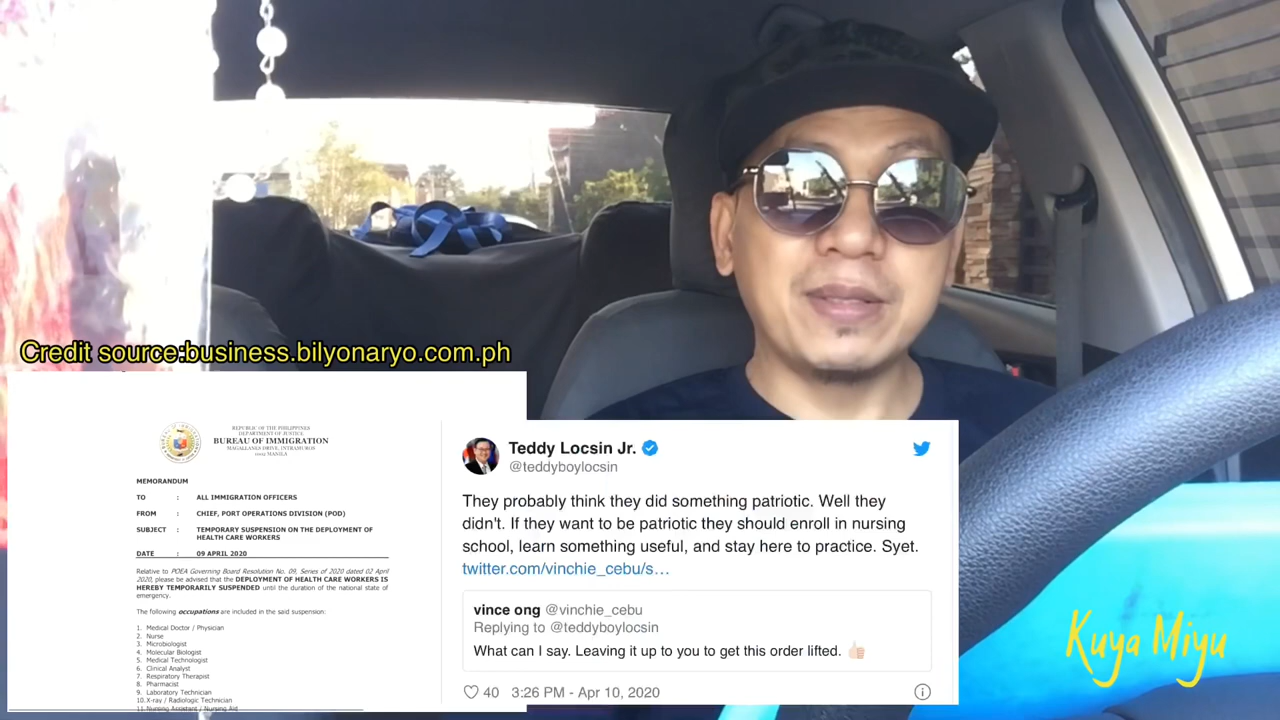 Credit source:business.bilyonaryo.com.ph
REPUBLIC OF THE PHILIPPINES
DEPARTMENT OF JUSTICE
BUREAU OF IMMIGRATION
MAGALLANES DRIVE, INTRAMUROS
1002 MANILA
MEMORANDUM
TO : ALL IMMIGRATION OFFICERS
FROM : CHIEF, PORT OPERATIONS DIVISION (POD)
SUBJECT : TEMPORARY SUSPENSION ON THE DEPLOYMENT OF
HEALTH CARE WORKERS
DATE : 09 APRIL 2020
Relative to POEA Governing Board Resolution No. 09, Series of 2020 dated 02 April
2020, please be advised that the DEPLOYMENT OF HEALTH CARE WORKERS IS
HEREBY TEMPORARILY SUSPENDED until the duration of the national state of
emergency.
The following occupations are included in the said suspension:
1. Medical Doctor / Physician
2. Nurse
3. Microbiologist
4. Molecular Biologist
5. Medical Technologist
6. Clinical Analyst
7. Respiratory Therapist
8. Pharmacist
9. Laboratory Technician
10. X-ray / Radiologic Technician
11. Nursing Assistant / Nursing Aid
Teddy Locsin Jr.
@teddyboylocsin
They probably think they did something patriotic. Well they
didn't. If they want to be patriotic they should enroll in nursing
school, learn something useful, and stay here to practice. Syet.
twitter.com/vinchie_cebu/s…
vince ong @vinchie_cebu
Replying to @teddyboylocsin
What can I say. Leaving it up to you to get this order lifted. 👍🏻
40 3:26 PM - Apr 10, 2020
Kuya Miyu